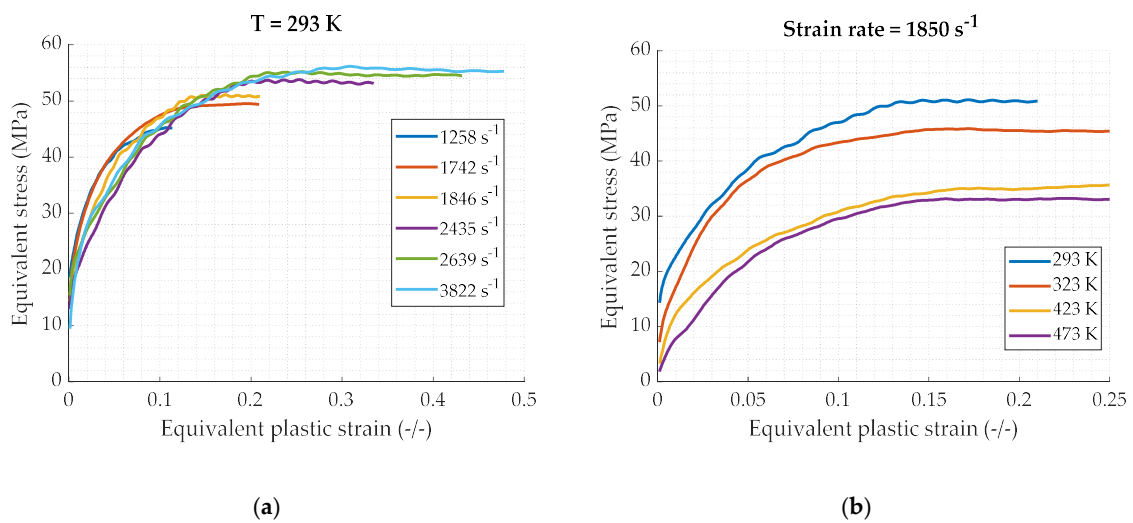 T = 293 K
60
50
40
30
20
10
0
Equivalent stress (MPa)
1258 s⁻¹
1742 s⁻¹
1846 s⁻¹
2435 s⁻¹
2639 s⁻¹
3822 s⁻¹
0 0.1 0.2 0.3 0.4 0.5
Equivalent plastic strain (-/-)
(a)
Strain rate = 1850 s⁻¹
60
50
40
30
20
10
0
Equivalent stress (MPa)
293 K
323 K
423 K
473 K
0 0.05 0.1 0.15 0.2 0.25
Equivalent plastic strain (-/-)
(b)